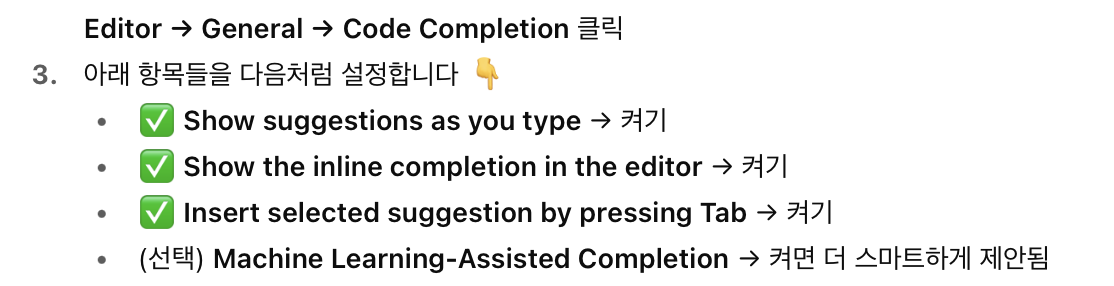 Editor → General → Code Completion 클릭
3. 아래 항목들을 다음처럼 설정합니다 👇
• ✅ Show suggestions as you type → 켜기
• ✅ Show the inline completion in the editor → 켜기
• ✅ Insert selected suggestion by pressing Tab → 켜기
• (선택) Machine Learning-Assisted Completion → 켜면 더 스마트하게 제안됨